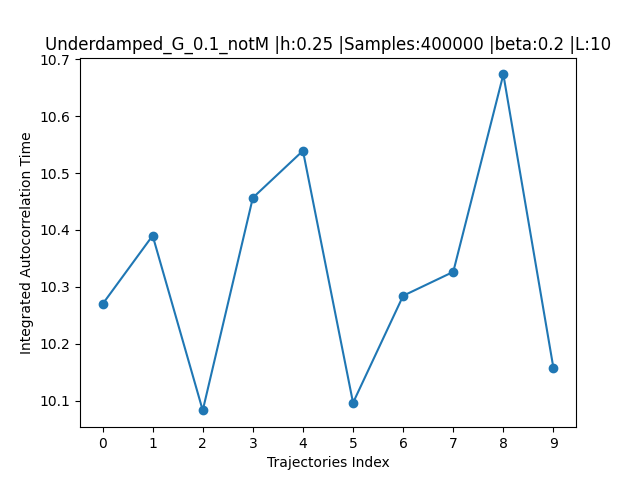 Underdamped_G_0.1_notM |h:0.25 |Samples:400000 |beta:0.2 |L:10
10.7
10.6
10.5
10.4
10.3
10.2
10.1
Integrated Autocorrelation Time
0 1 2 3 4 5 6 7 8 9
Trajectories Index